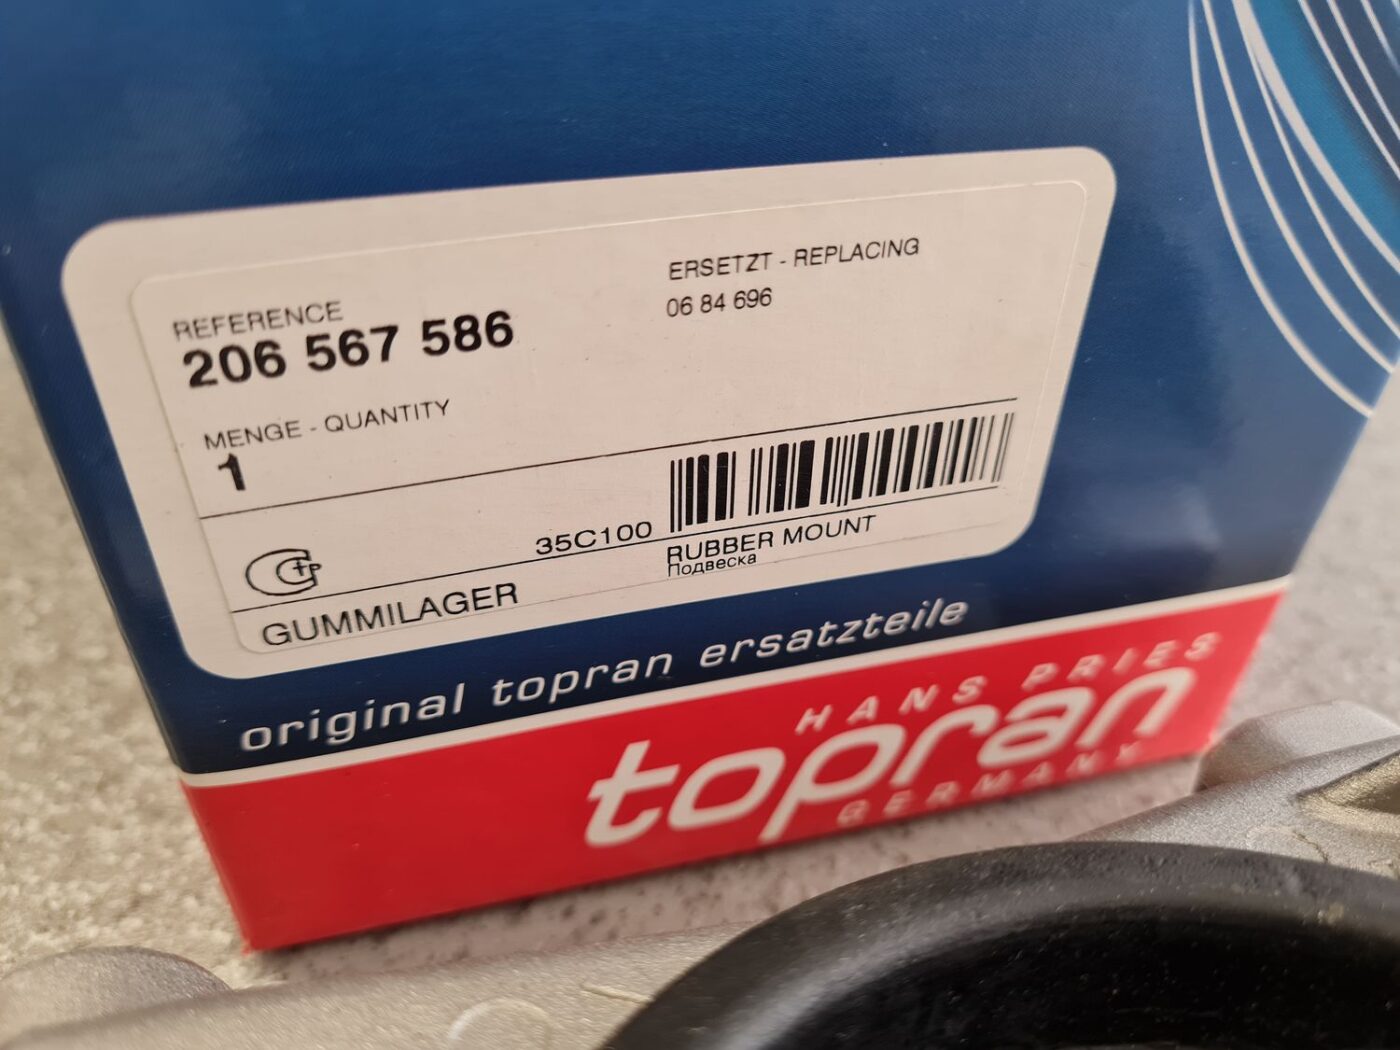 REFERENCE
206 567 586
ERSETZT - REPLACING
06 84 696
MENGE - QUANTITY
1
35C100
GUMMILAGER
RUBBER MOUNT
Подвеска
original topran ersatzteile
HANS PRIES
topran
GERMANY